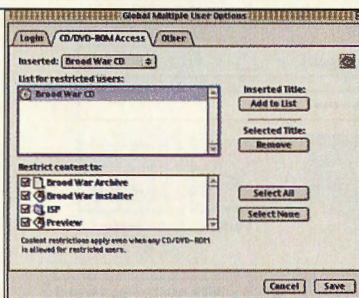 Global Multiple User Options
Login
CD/DVD-ROM Access
Other
Inserted: Brood War CD
List for restricted users:
Brood War CD
Inserted Title:
Add to List
Selected Title:
Remove
Restrict content to:
Brood War Archive
Brood War Installer
ISP
Preview
Select All
Select None
Content restrictions apply even when any CD/DVD-ROM
is allowed for restricted users.
Cancel
Save